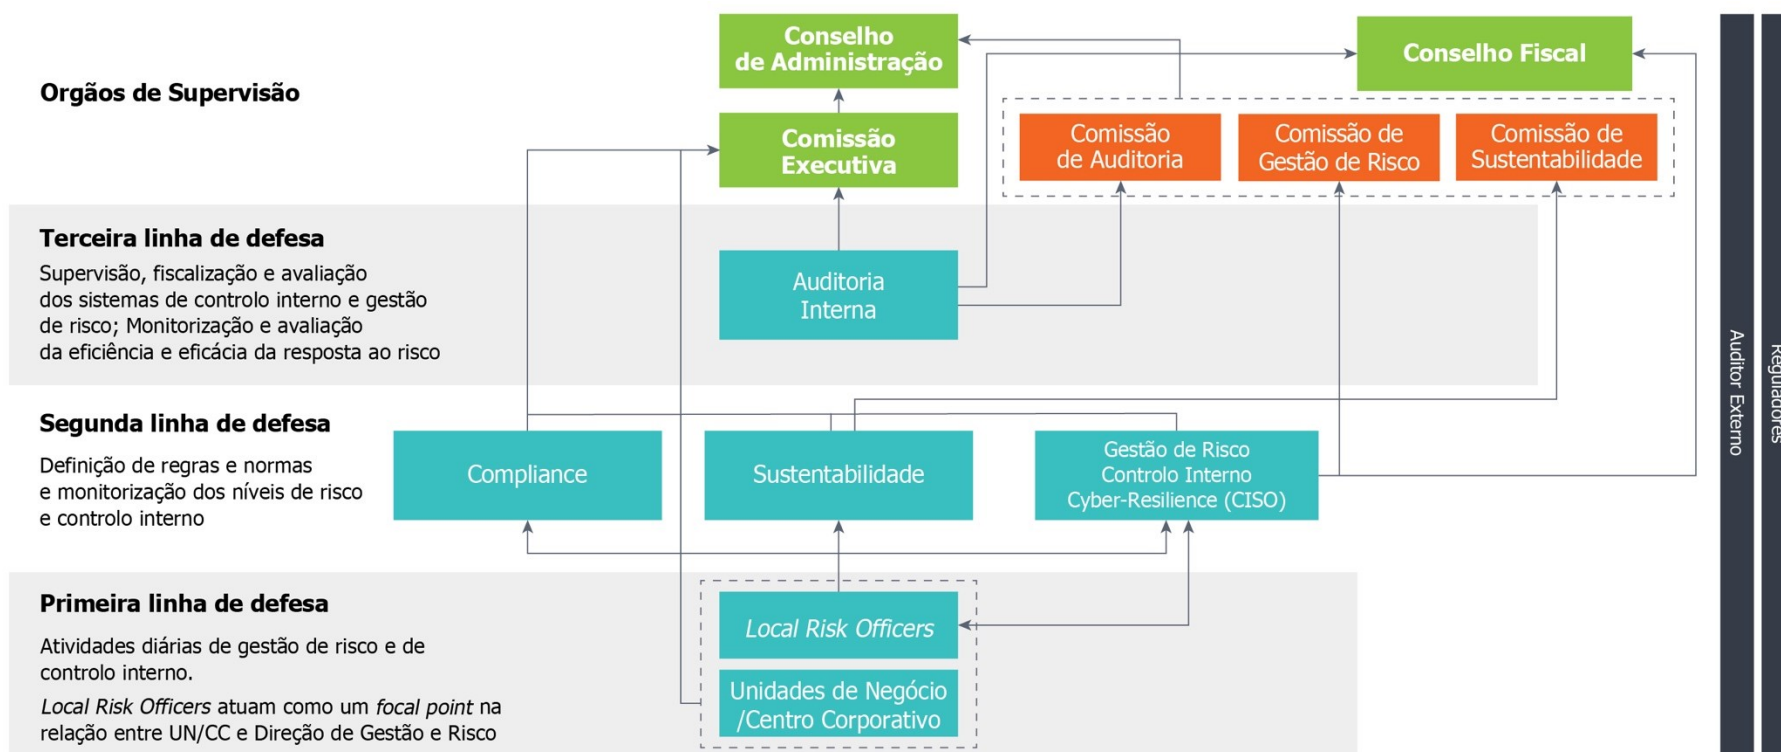 Conselho
de Administração
Conselho Fiscal
Orgãos de Supervisão
Comissão
Executiva
Comissão
de Auditoria
Comissão de
Gestão de Risco
Comissão de
Sustentabilidade
Terceira linha de defesa
Supervisão, fiscalização e avaliação
dos sistemas de controlo interno e gestão
de risco; Monitorização e avaliação
da eficiência e eficácia da resposta ao risco
Auditoria
Interna
Segunda linha de defesa
Definição de regras e normas
e monitorização dos níveis de risco
e controlo interno
Compliance
Sustentabilidade
Gestão de Risco
Controlo Interno
Cyber-Resilience (CISO)
Primeira linha de defesa
Atividades diárias de gestão de risco e de
controlo interno.
Local Risk Officers atuam como um focal point na
relação entre UN/CC e Direção de Gestão e Risco
Local Risk Officers
Unidades de Negócio
/Centro Corporativo
Auditor Externo
Reguladores